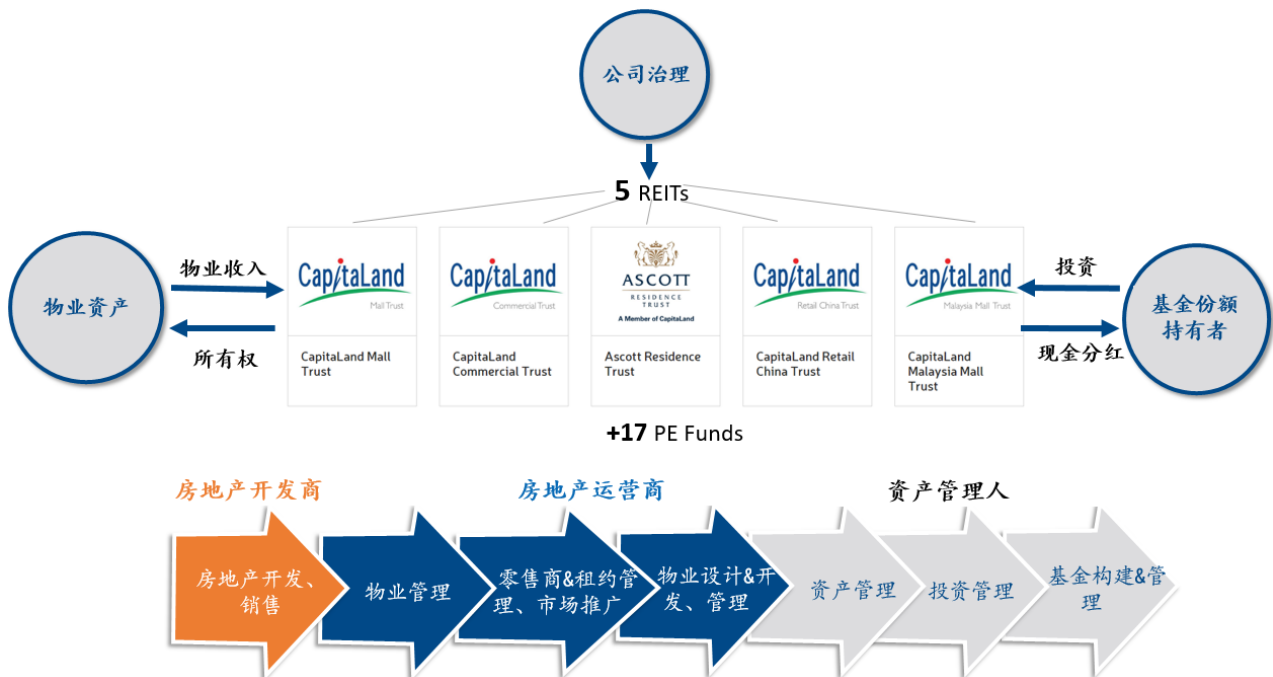 公司治理
5 REITs
物业资产
物业收入
所有权
CapitaLand
Mall Trust
CapitaLand Mall
Trust
CapitaLand
Commercial Trust
CapitaLand
Commercial Trust
ASCOTT
RESIDENCE
TRUST
A Member of CapitaLand
Ascott Residence
Trust
CapitaLand
Retail China Trust
CapitaLand Retail
China Trust
CapitaLand
Malaysia Mall Trust
CapitaLand
Malaysia Mall
Trust
投资
现金分红
基金份额
持有者
+17 PE Funds
房地产开发商
房地产运营商
资产管理人
房地产开发、
销售
物业管理
零售商&租约管
理、市场推广
物业设计&开
发、管理
资产管理
投资管理
基金构建&管
理